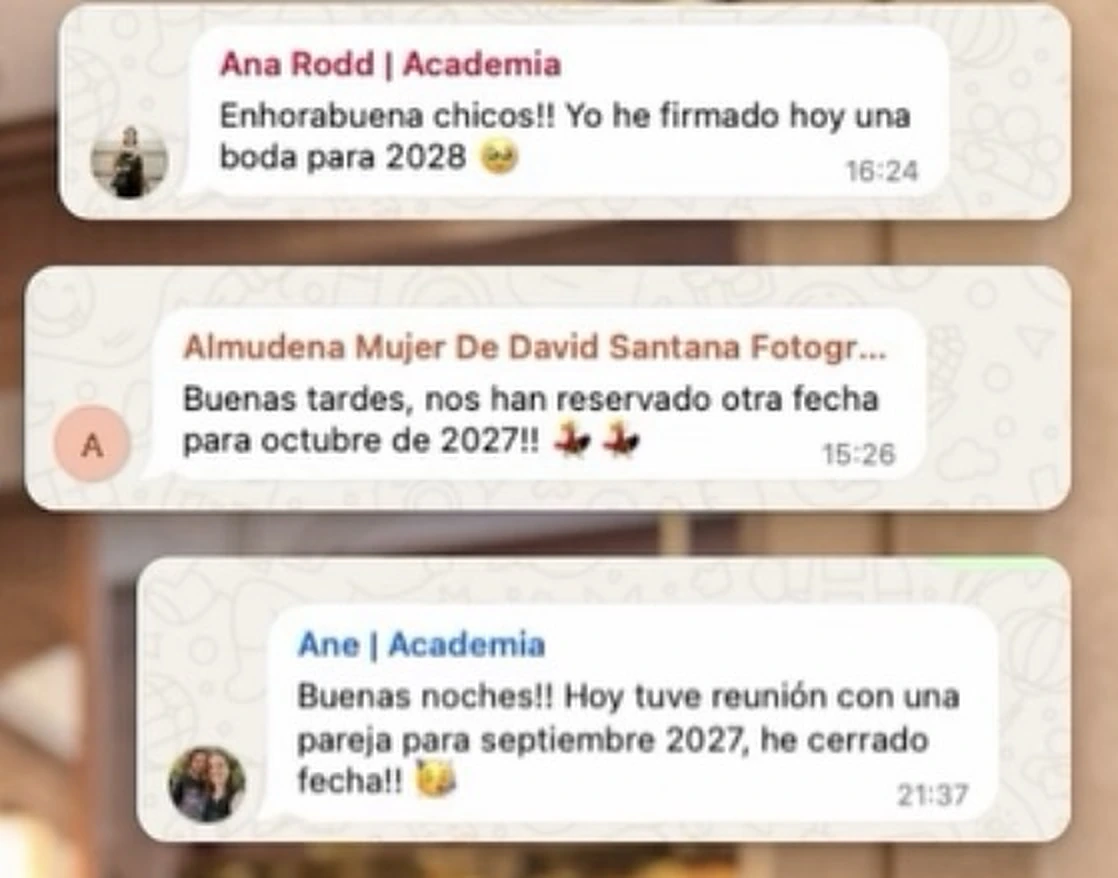 Ana Rodd | Academia
Enhorabuena chicos!! Yo he firmado hoy una
boda para 2028 🥹
16:24
Almudena Mujer De David Santana Fotogr...
Buenas tardes, nos han reservado otra fecha
para octubre de 2027!! 💃💃
15:26
A
Ane | Academia
Buenas noches!! Hoy tuve reunión con una
pareja para septiembre 2027, he cerrado
fecha!! 🥳
21:37